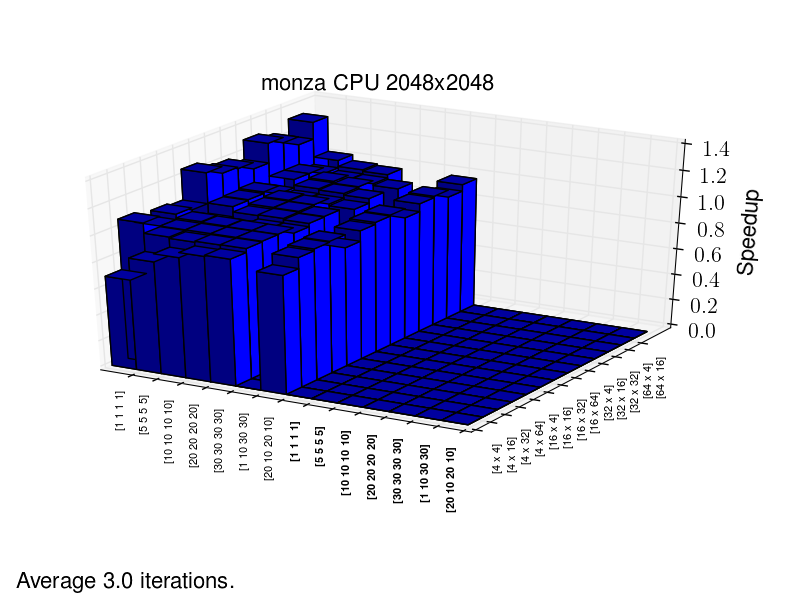 monza CPU 2048x2048
1.4
1.2
1.0
0.8
0.6
0.4
0.2
0.0
Speedup
[1 1 1 1]
[5 5 5 5]
[10 10 10 10]
[20 20 20 20]
[30 30 30 30]
[1 10 30 30]
[20 10 20 10]
[1 1 1 1]
[5 5 5 5]
[10 10 10 10]
[20 20 20 20]
[30 30 30 30]
[1 10 30 30]
[20 10 20 10]
[4 x 4]
[4 x 16]
[4 x 32]
[4 x 64]
[16 x 4]
[16 x 16]
[16 x 32]
[16 x 64]
[32 x 4]
[32 x 16]
[32 x 32]
[64 x 4]
[64 x 16]
Average 3.0 iterations.